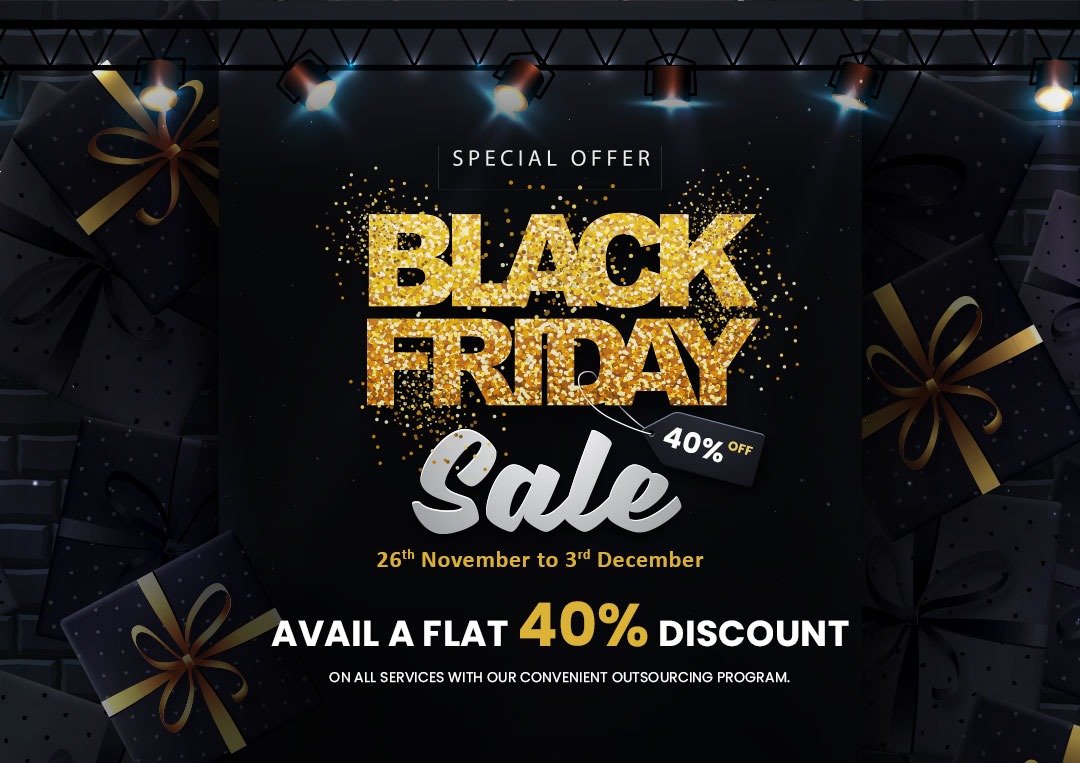 SPECIAL OFFER
BLACK
FRIDAY
Sale
40% OFF
26th November to 3rd December
AVAIL A FLAT 40% DISCOUNT
ON ALL SERVICES WITH OUR CONVENIENT OUTSOURCING PROGRAM.